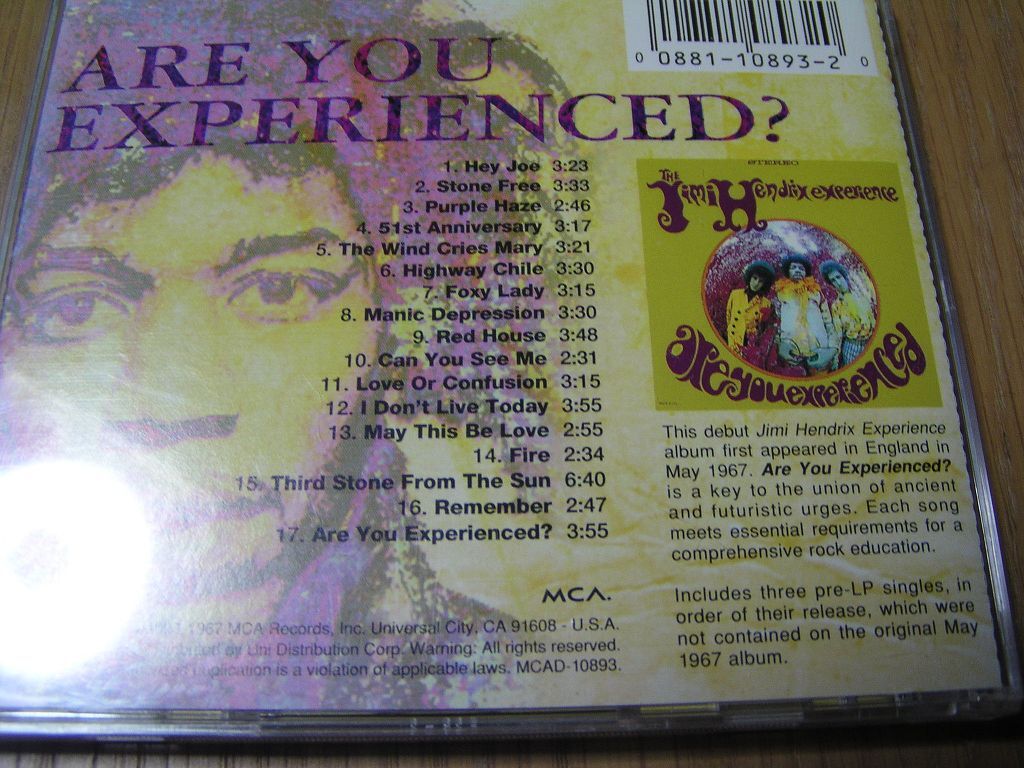 0 0881-10893-2 0
ARE YOU
EXPERIENCED?
1. Hey Joe 3:23
2. Stone Free 3:33
3. Purple Haze 2:46
4. 51st Anniversary 3:17
5. The Wind Cries Mary 3:21
6. Highway Chile 3:30
7. Foxy Lady 3:15
8. Manic Depression 3:30
9. Red House 3:48
10. Can You See Me 2:31
11. Love Or Confusion 3:15
12. I Don't Live Today 3:55
13. May This Be Love 2:55
14. Fire 2:34
15. Third Stone From The Sun 6:40
16. Remember 2:47
17. Are You Experienced? 3:55
STEREO
THE
Jimi Hendrix experience
are you experienced
This debut Jimi Hendrix Experience
album first appeared in England in
May 1967. Are You Experienced?
is a key to the union of ancient
and futuristic urges. Each song
meets essential requirements for a
comprehensive rock education.
Includes three pre-LP singles, in
order of their release, which were
not contained on the original May
1967 album.
MCA.
1967 MCA Records, Inc. Universal City, CA 91608 - U.S.A.
by Uni Distribution Corp. Warning: All rights reserved.
duplication is a violation of applicable laws. MCAD-10893.